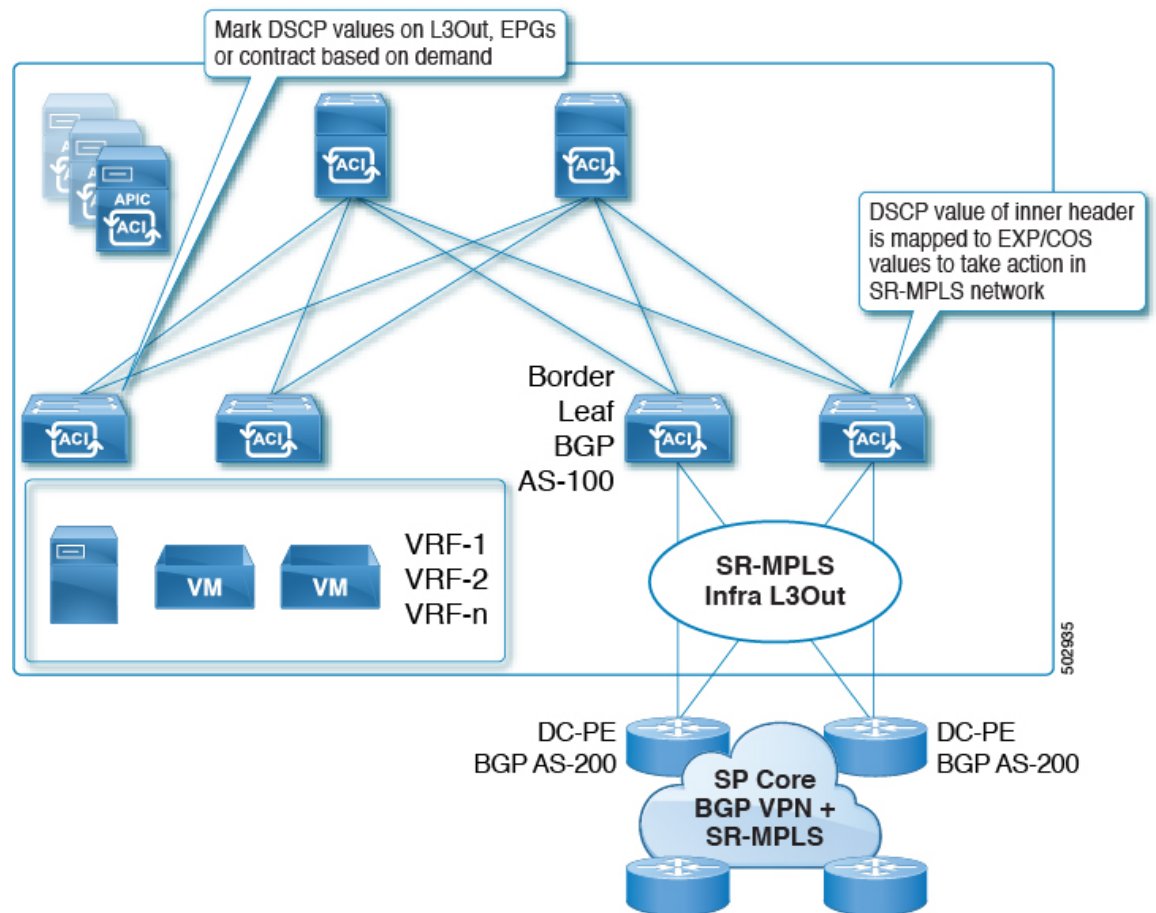 Mark DSCP values on L3Out, EPGs
or contract based on demand
ACI
ACI
APIC
ACI
DSCP value of inner header
is mapped to EXP/COS
values to take action in
SR-MPLS network
Border
Leaf
BGP
AS-100
ACI
ACI
ACI
ACI
VM
VM
VRF-1
VRF-2
VRF-n
SR-MPLS
Infra L3Out
502935
DC-PE
BGP AS-200
DC-PE
BGP AS-200
SP Core
BGP VPN +
SR-MPLS